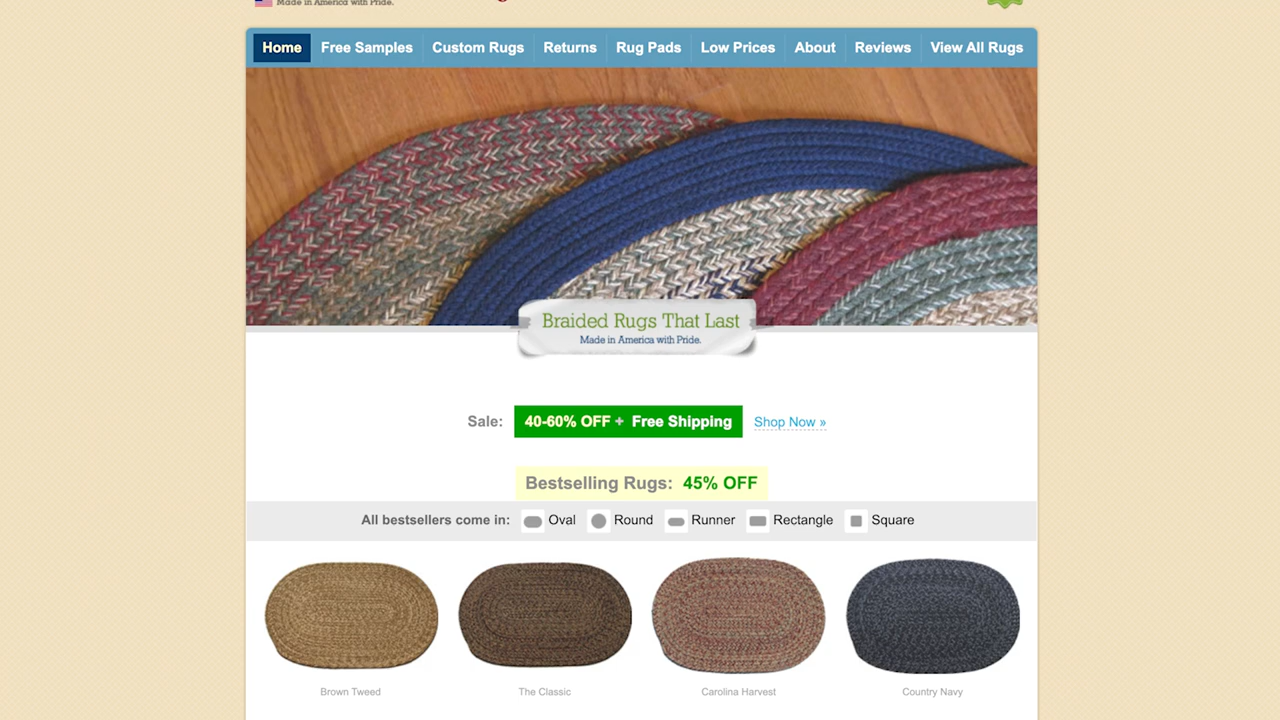 Made in America with Pride.
Home Free Samples Custom Rugs Returns Rug Pads Low Prices About Reviews View All Rugs
Braided Rugs That Last
Made in America with Pride.
Sale: 40-60% OFF + Free Shipping Shop Now »
Bestselling Rugs: 45% OFF
All bestsellers come in: Oval Round Runner Rectangle Square
Brown Tweed The Classic Carolina Harvest Country Navy